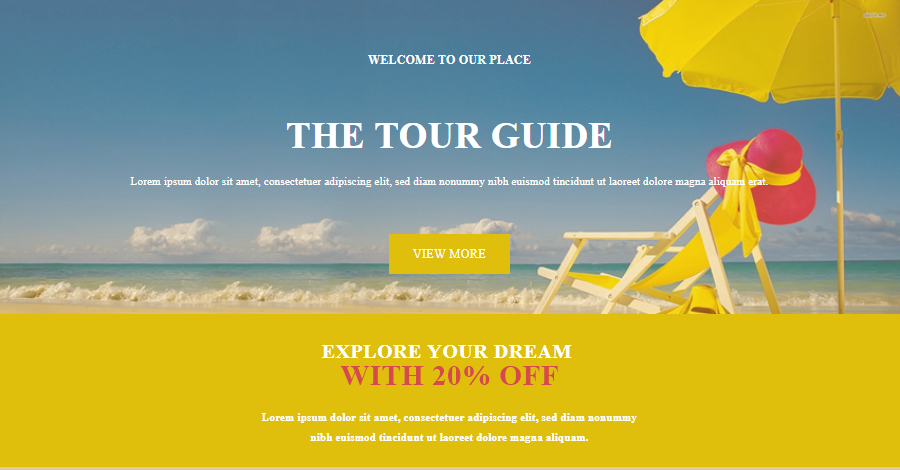 WELCOME TO OUR PLACE
THE TOUR GUIDE
Lorem ipsum dolor sit amet, consectetuer adipiscing elit, sed diam nonummy nibh euismod tincidunt ut laoreet dolore magna aliquam erat.
VIEW MORE
EXPLORE YOUR DREAM
WITH 20% OFF
Lorem ipsum dolor sit amet, consectetuer adipiscing elit, sed diam nonummy
nibh euismod tincidunt ut laoreet dolore magna aliquam.